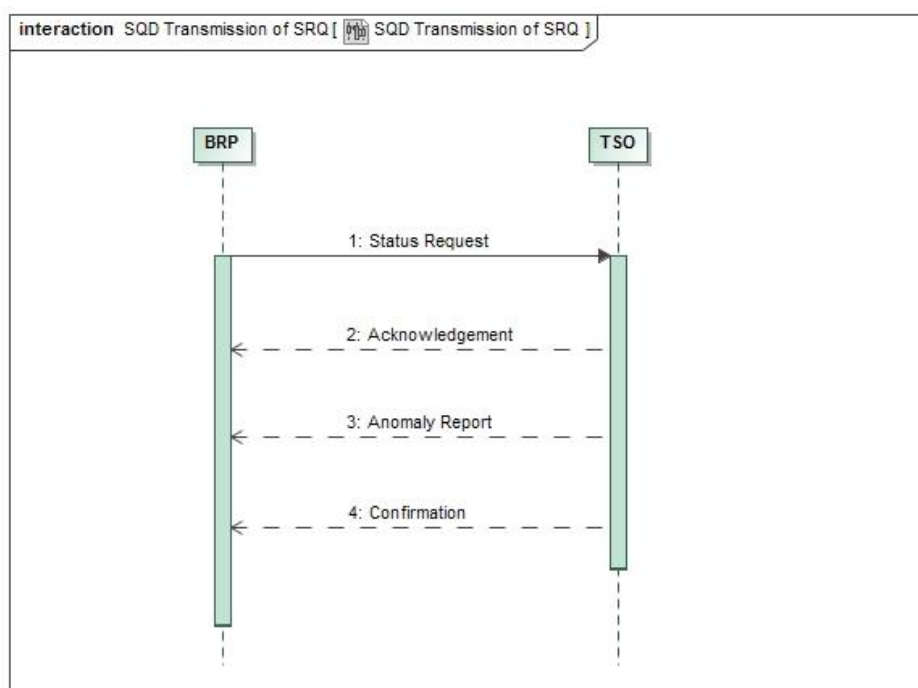 interaction SQD Transmission of SRQ [ SQD Transmission of SRQ ]
BRP TSO
1: Status Request
2: Acknowledgement
3: Anomaly Report
4: Confirmation